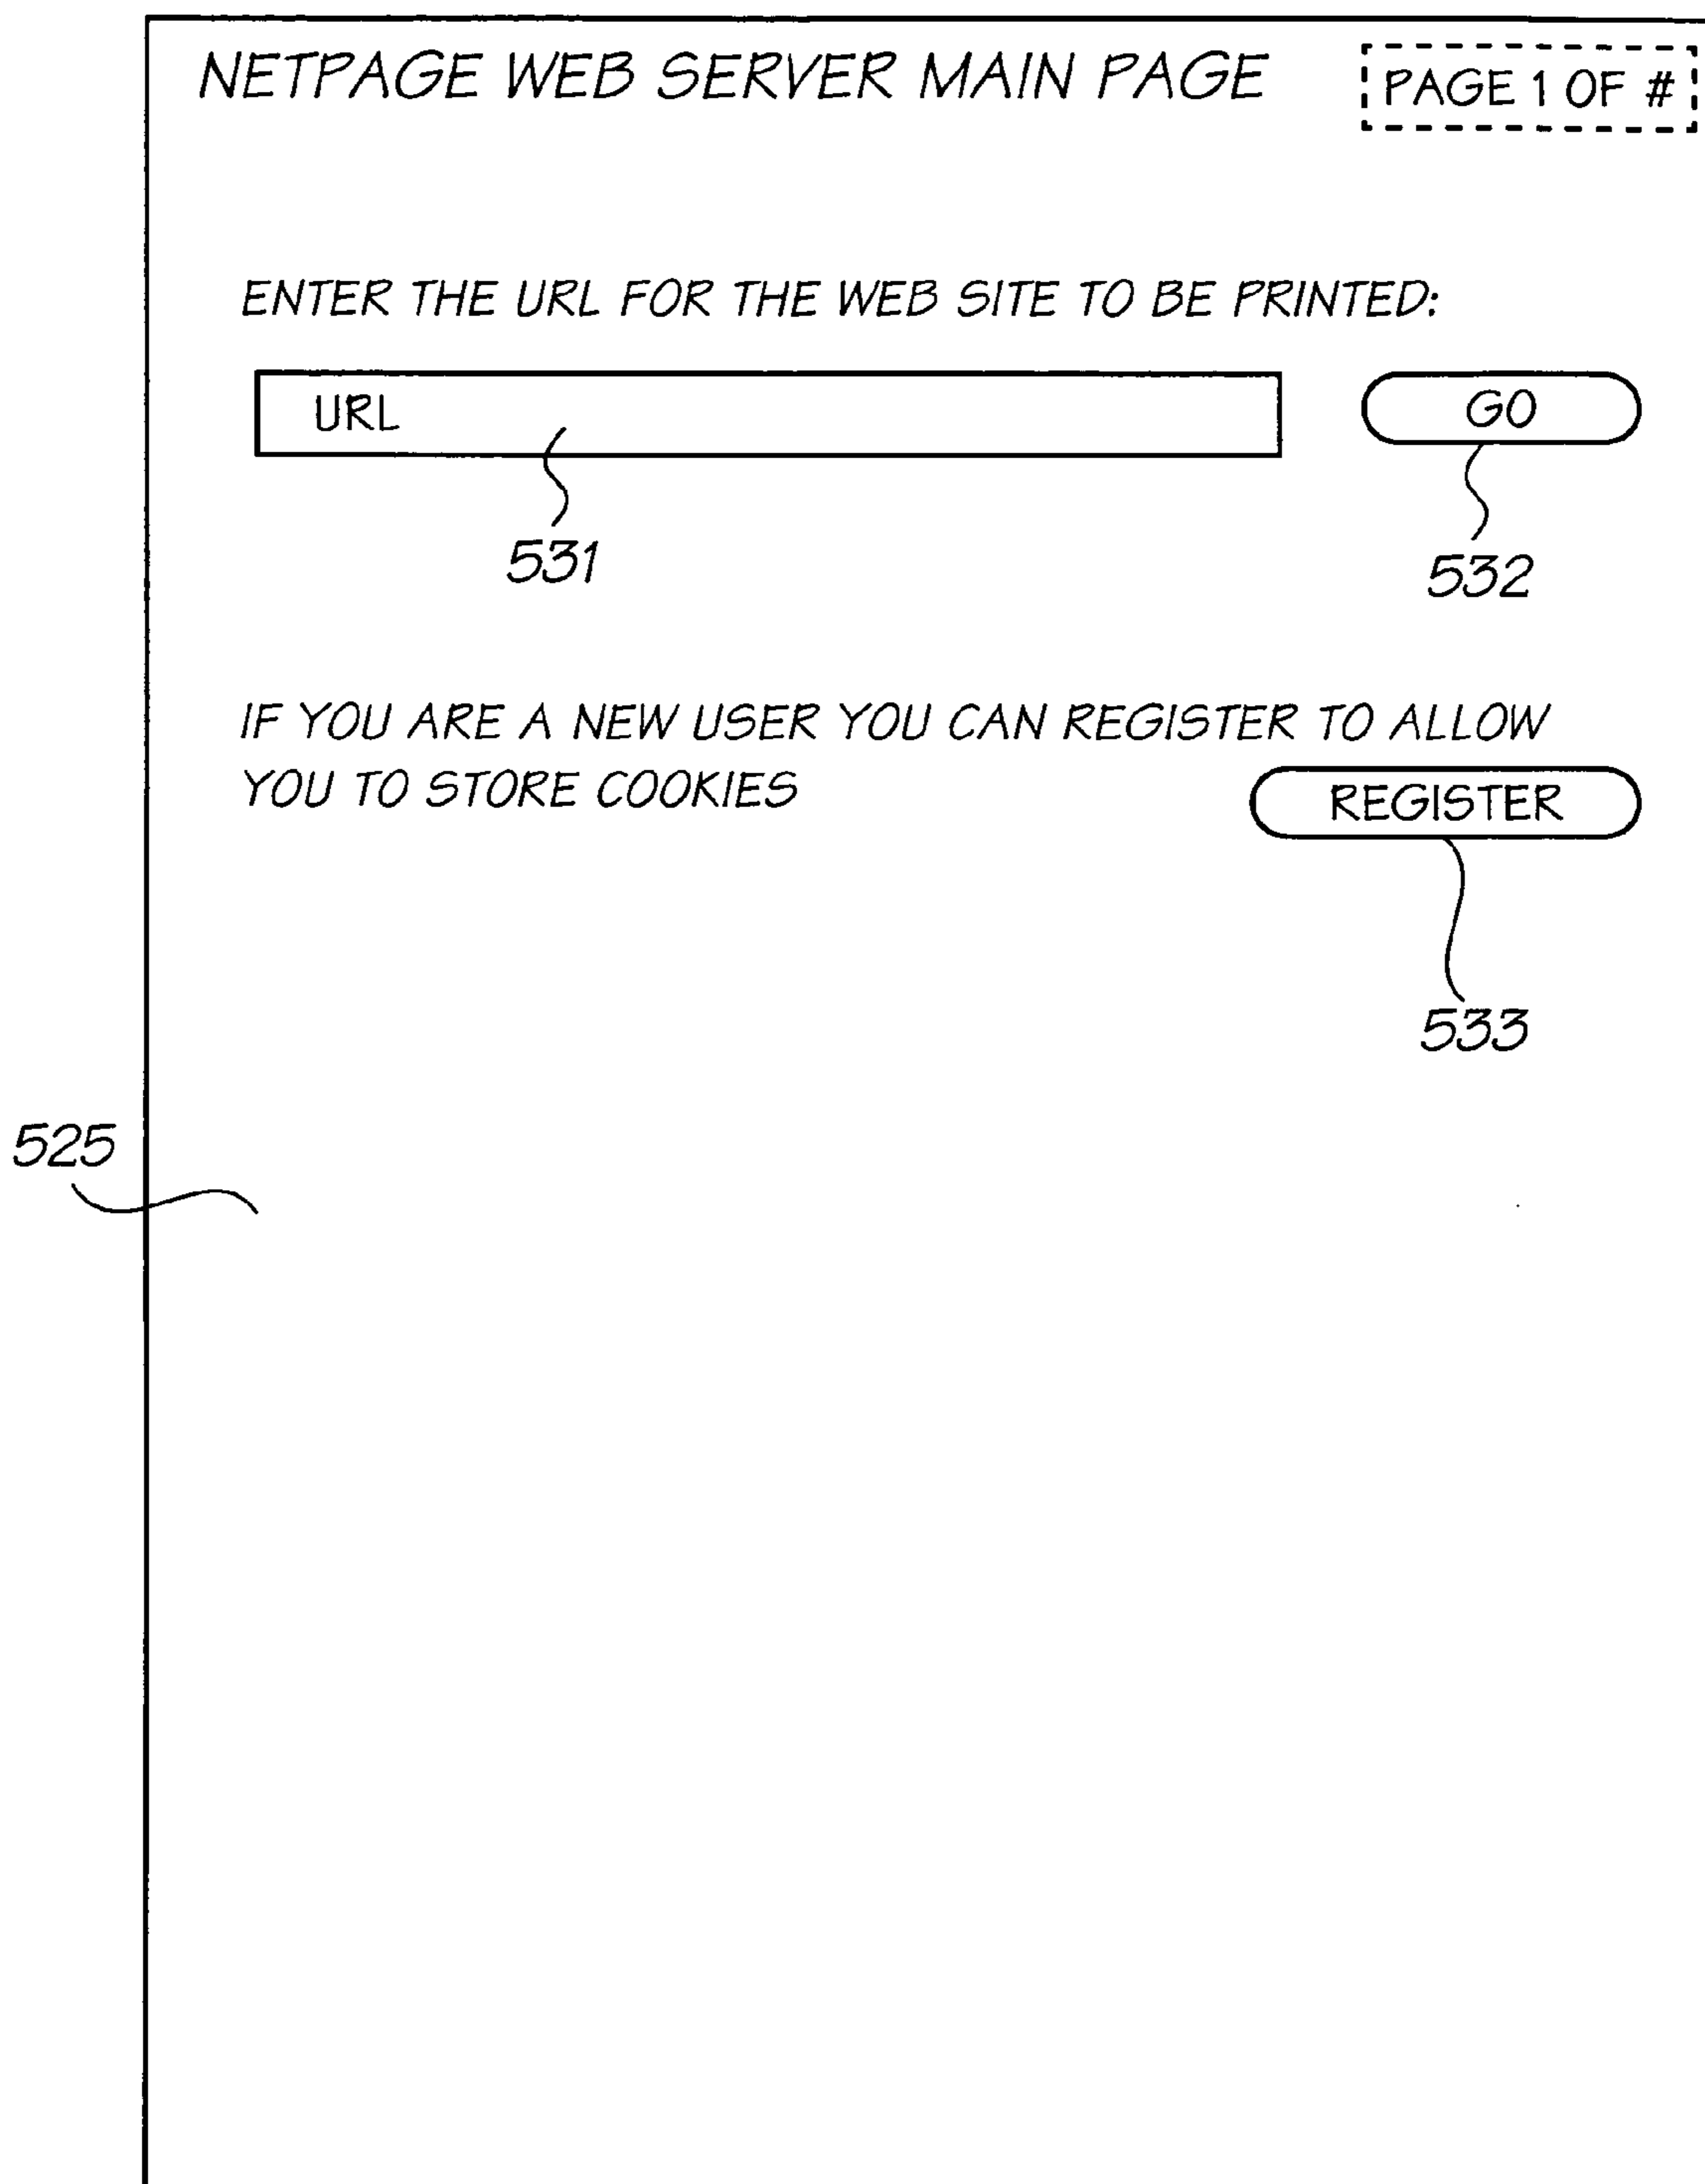 NETPAGE WEB SERVER MAIN PAGE
PAGE 1 OF #
ENTER THE URL FOR THE WEB SITE TO BE PRINTED:
URL
GO
531
532
IF YOU ARE A NEW USER YOU CAN REGISTER TO ALLOW
YOU TO STORE COOKIES
REGISTER
533
525